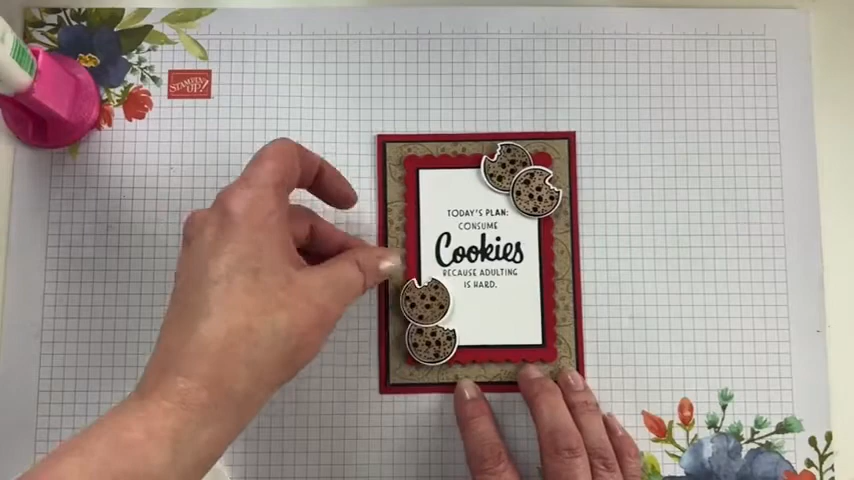 STAMPIN' UP!
TODAY'S PLAN:
CONSUME
Cookies
BECAUSE ADULTING
IS HARD.